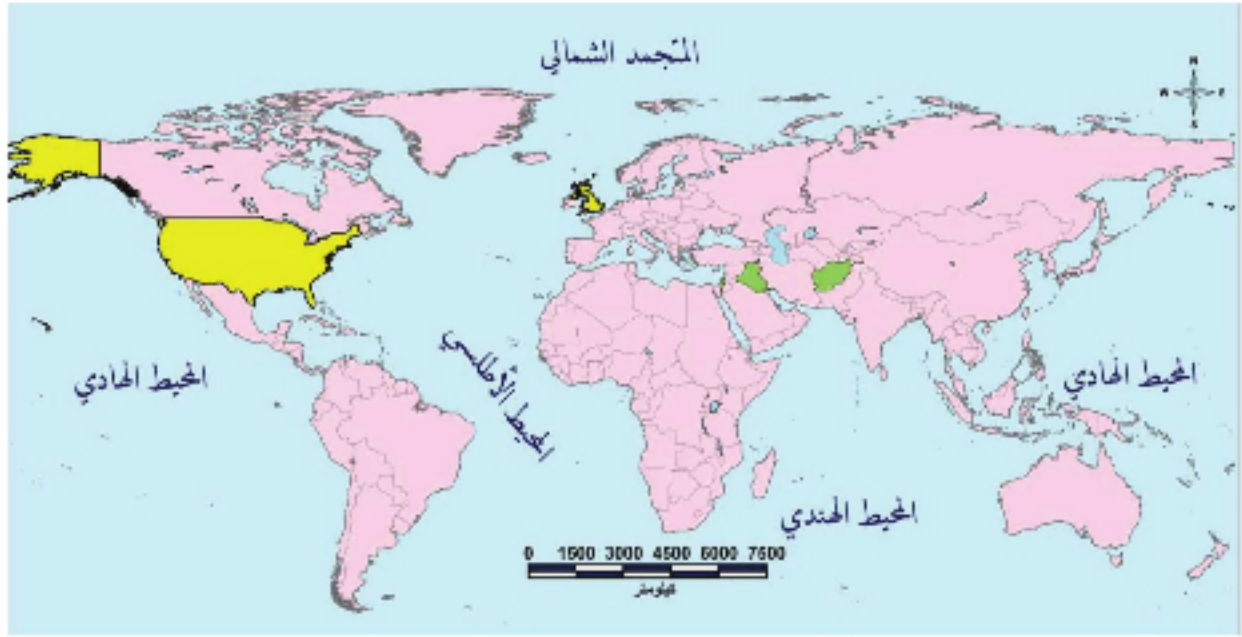 المتجمد الشمالي
N
W E
S
المحيط الهادي
المحيط الأطلسي
المحيط الهادي
المحيط الهندي
0 1500 3000 4500 6000 7500
كيلومتر